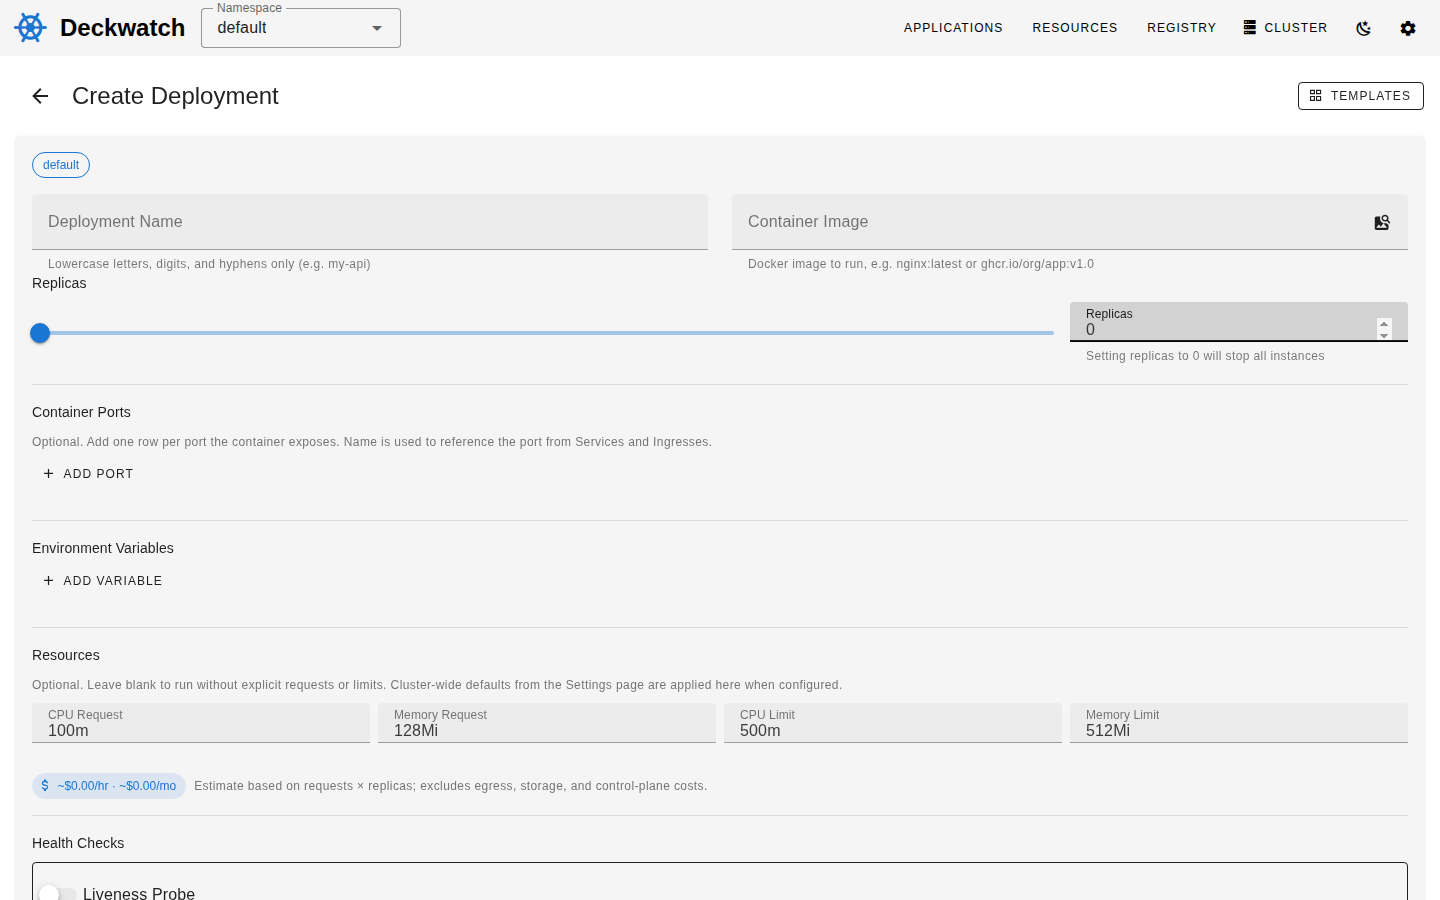 Deckwatch
Namespace
default
APPLICATIONS
RESOURCES
REGISTRY
CLUSTER
Create Deployment
TEMPLATES
default
Deployment Name
Container Image
Lowercase letters, digits, and hyphens only (e.g. my-api)
Docker image to run, e.g. nginx:latest or ghcr.io/org/app:v1.0
Replicas
Replicas
0
Setting replicas to 0 will stop all instances
Container Ports
Optional. Add one row per port the container exposes. Name is used to reference the port from Services and Ingresses.
+ ADD PORT
Environment Variables
+ ADD VARIABLE
Resources
Optional. Leave blank to run without explicit requests or limits. Cluster-wide defaults from the Settings page are applied here when configured.
CPU Request
100m
Memory Request
128Mi
CPU Limit
500m
Memory Limit
512Mi
$ ~$0.00/hr · ~$0.00/mo
Estimate based on requests × replicas; excludes egress, storage, and control-plane costs.
Health Checks
Liveness Probe